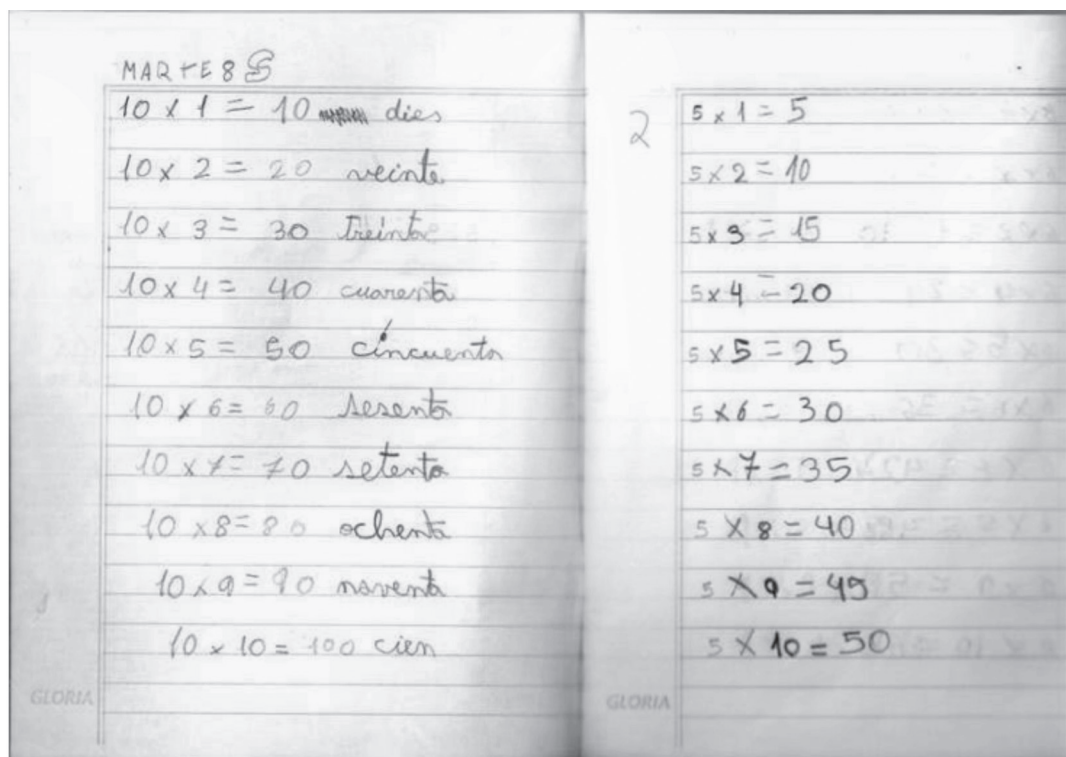 MARTE 8
10 x 1 = 10 dies
10 x 2 = 20 veinte
10 x 3 = 30 treinta
10 x 4 = 40 cuarenta
10 x 5 = 50 cincuenta
10 x 6 = 60 sesenta
10 x 7 = 70 setenta
10 x 8 = 80 ochenta
10 x 9 = 90 noventa
10 x 10 = 100 cien
GLORIA
2
5 x 1 = 5
5 x 2 = 10
5 x 3 = 15
5 x 4 = 20
5 x 5 = 25
5 x 6 = 30
5 x 7 = 35
5 x 8 = 40
5 x 9 = 45
5 x 10 = 50
GLORIA